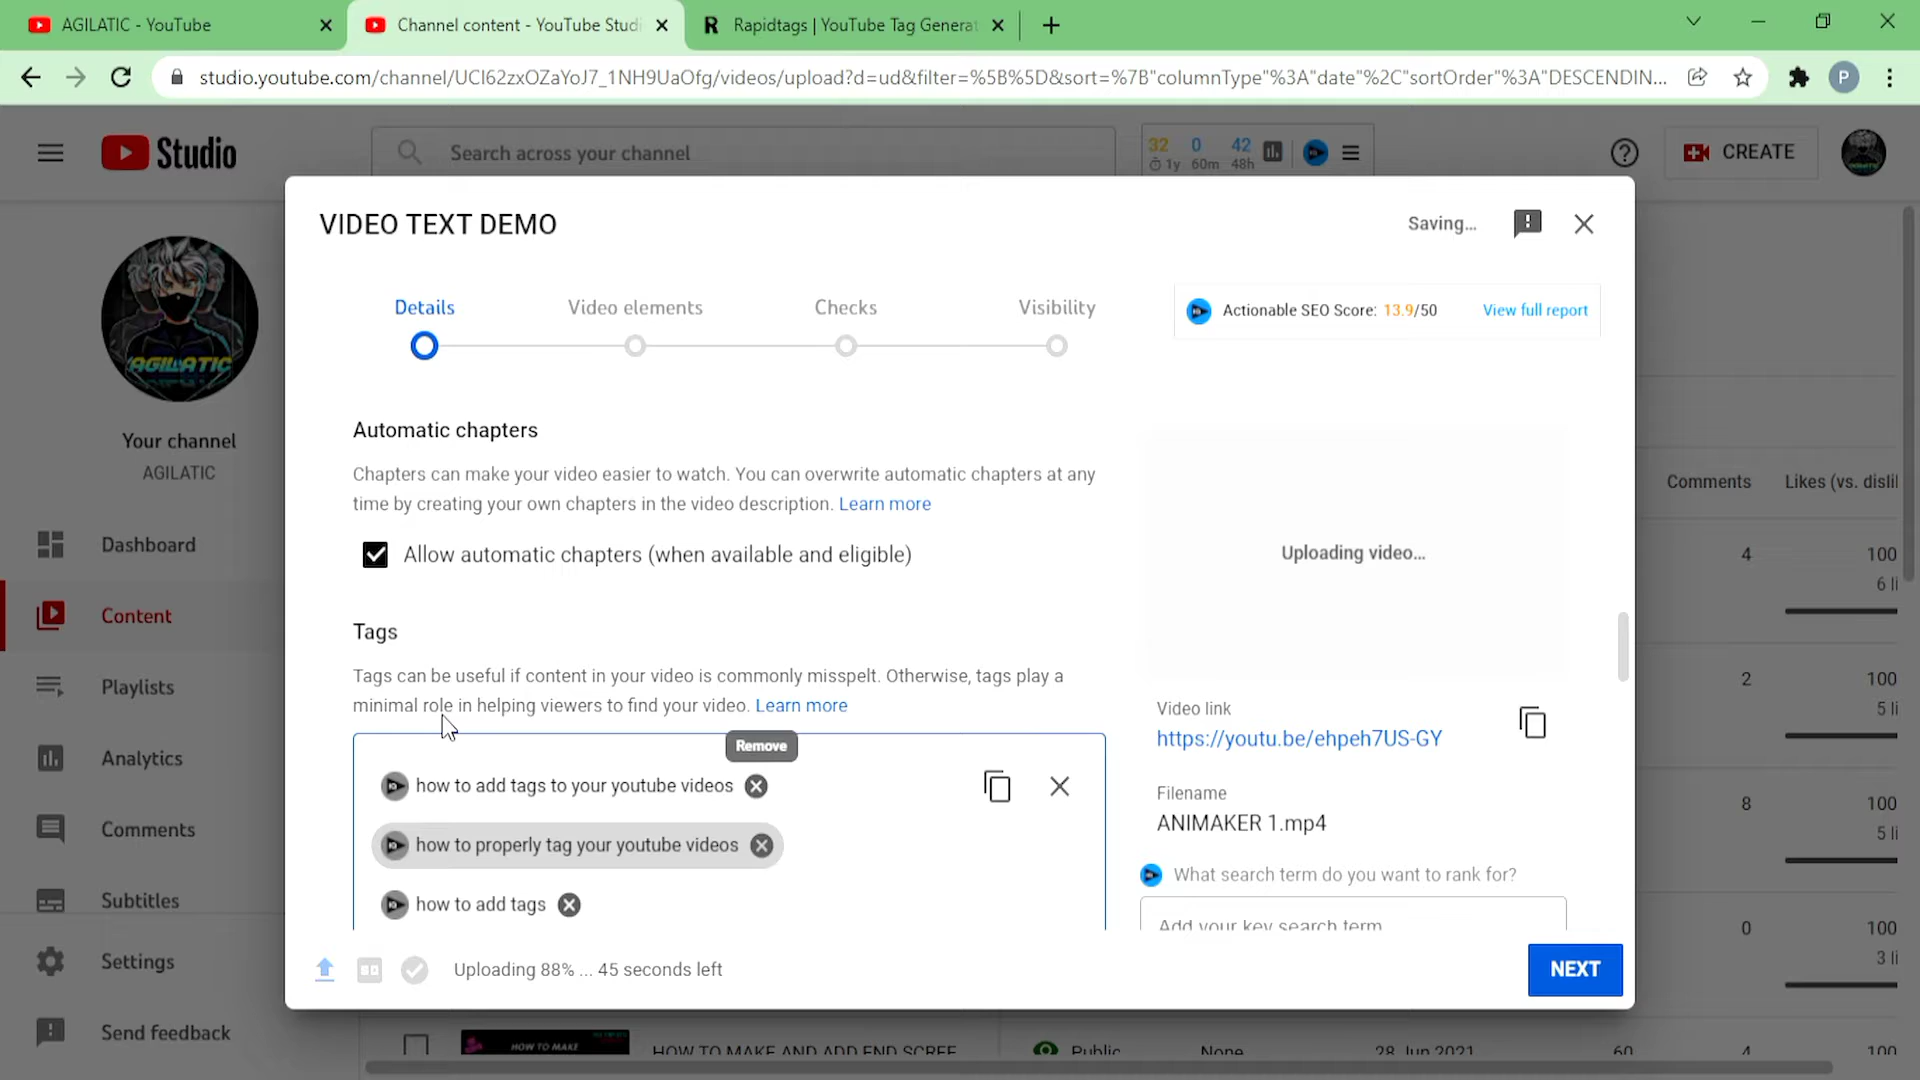 AGILATIC - YouTube
Channel content - YouTube Studi
Rapidtags | YouTube Tag Generat
studio.youtube.com/channel/UCl62zxOZaYoJ7_1NH9UaOfg/videos/upload?d=ud&filter=%5B%5D&sort=%7B"columnType"%3A"date"%2C"sortOrder"%3A"DESCENDIN...
P
Studio
Search across your channel
32 0 42
1y 60m 48h
CREATE
VIDEO TEXT DEMO
Saving...
Details
Video elements
Checks
Visibility
Actionable SEO Score: 13.9/50
View full report
AGILATIC
Your channel
AGILATIC
Dashboard
Content
Playlists
Analytics
Comments
Subtitles
Settings
Send feedback
Automatic chapters
Chapters can make your video easier to watch. You can overwrite automatic chapters at any
time by creating your own chapters in the video description. Learn more
Allow automatic chapters (when available and eligible)
Tags
Tags can be useful if content in your video is commonly misspelt. Otherwise, tags play a
minimal role in helping viewers to find your video. Learn more
Remove
how to add tags to your youtube videos
how to properly tag your youtube videos
how to add tags
Uploading video...
Video link
https://youtu.be/ehpeh7US-GY
Filename
ANIMAKER 1.mp4
What search term do you want to rank for?
Add your key search term
Uploading 88% ... 45 seconds left
NEXT
Comments
Likes (vs. disli
4
100
6 li
2
100
5 li
8
100
5 li
0
100
3 li
HOW TO MAKE
HOW TO MAKE AND ADD END SCREE
Public
None
28 Jun 2021
60
4
100